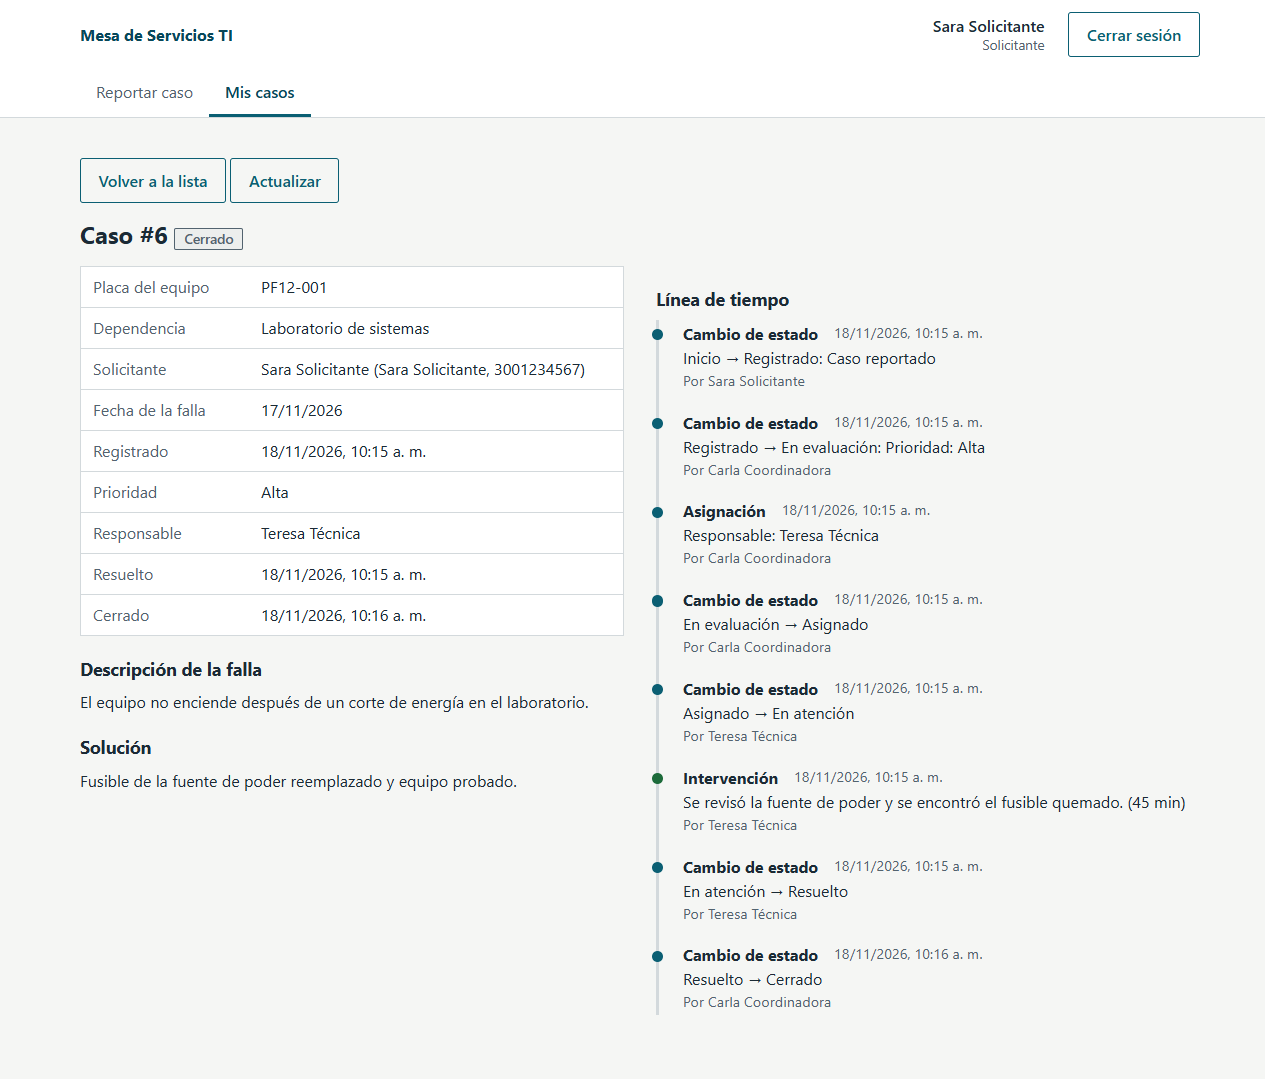 Mesa de Servicios TI
Sara Solicitante
Solicitante
Cerrar sesión
Reportar caso
Mis casos
Volver a la lista
Actualizar
Caso #6
Cerrado
Placa del equipo PF12-001
Dependencia Laboratorio de sistemas
Solicitante Sara Solicitante (Sara Solicitante, 3001234567)
Fecha de la falla 17/11/2026
Registrado 18/11/2026, 10:15 a. m.
Prioridad Alta
Responsable Teresa Técnica
Resuelto 18/11/2026, 10:15 a. m.
Cerrado 18/11/2026, 10:16 a. m.
Descripción de la falla
El equipo no enciende después de un corte de energía en el laboratorio.
Solución
Fusible de la fuente de poder reemplazado y equipo probado.
Línea de tiempo
Cambio de estado 18/11/2026, 10:15 a. m.
Inicio → Registrado: Caso reportado
Por Sara Solicitante
Cambio de estado 18/11/2026, 10:15 a. m.
Registrado → En evaluación: Prioridad: Alta
Por Carla Coordinadora
Asignación 18/11/2026, 10:15 a. m.
Responsable: Teresa Técnica
Por Carla Coordinadora
Cambio de estado 18/11/2026, 10:15 a. m.
En evaluación → Asignado
Por Carla Coordinadora
Cambio de estado 18/11/2026, 10:15 a. m.
Asignado → En atención
Por Teresa Técnica
Intervención 18/11/2026, 10:15 a. m.
Se revisó la fuente de poder y se encontró el fusible quemado. (45 min)
Por Teresa Técnica
Cambio de estado 18/11/2026, 10:15 a. m.
En atención → Resuelto
Por Teresa Técnica
Cambio de estado 18/11/2026, 10:16 a. m.
Resuelto → Cerrado
Por Carla Coordinadora